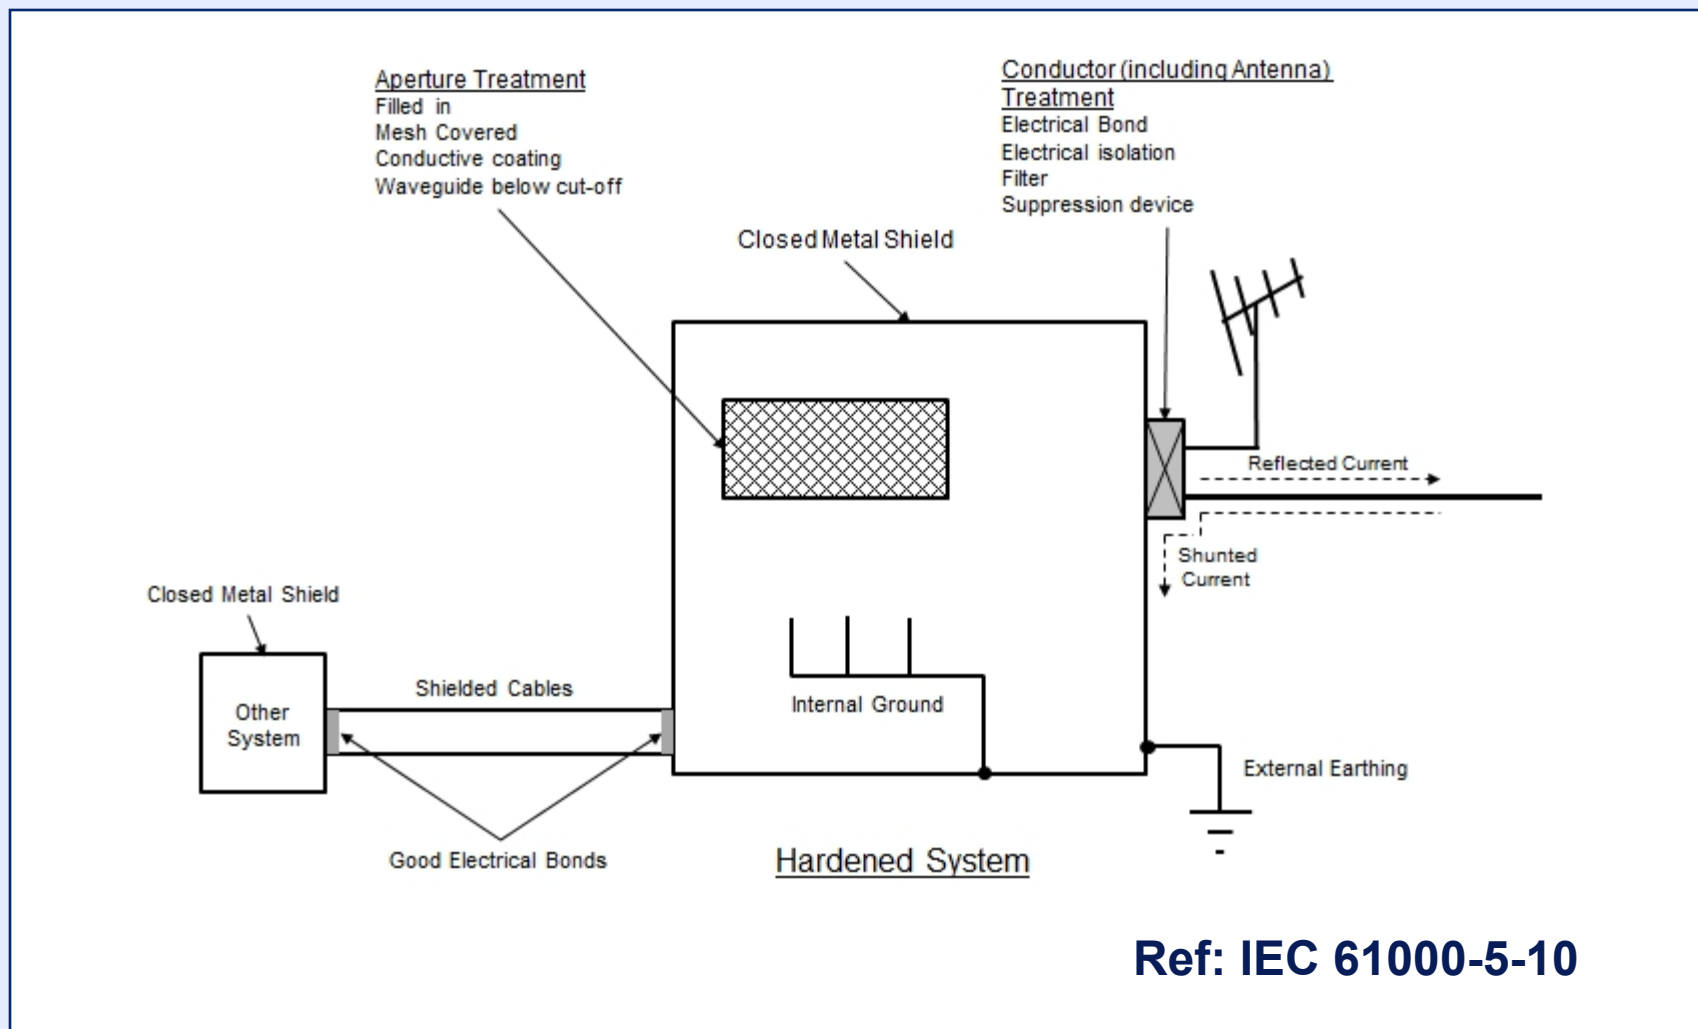 Aperture Treatment
Filled in
Mesh Covered
Conductive coating
Waveguide below cut-off
Conductor (including Antenna)
Treatment
Electrical Bond
Electrical isolation
Filter
Suppression device
Closed Metal Shield
Reflected Current
Shunted
Current
Closed Metal Shield
Other
System
Shielded Cables
Internal Ground
External Earthing
Good Electrical Bonds
Hardened System
Ref: IEC 61000-5-10